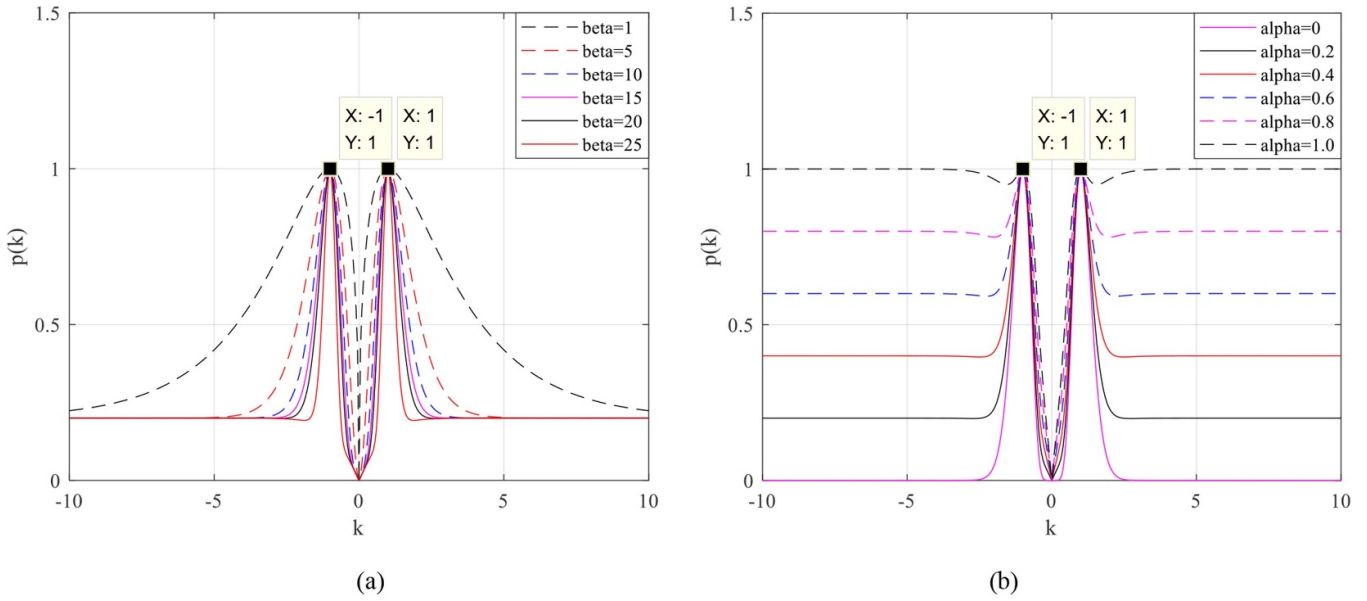 1.5
beta=1
beta=5
beta=10
beta=15
beta=20
beta=25
X: -1
Y: 1
X: 1
Y: 1
1
p(k)
0.5
0
-10
-5
0
5
10
k
(a)
1.5
alpha=0
alpha=0.2
alpha=0.4
alpha=0.6
alpha=0.8
alpha=1.0
X: -1
Y: 1
X: 1
Y: 1
1
p(k)
0.5
0
-10
-5
0
5
10
k
(b)